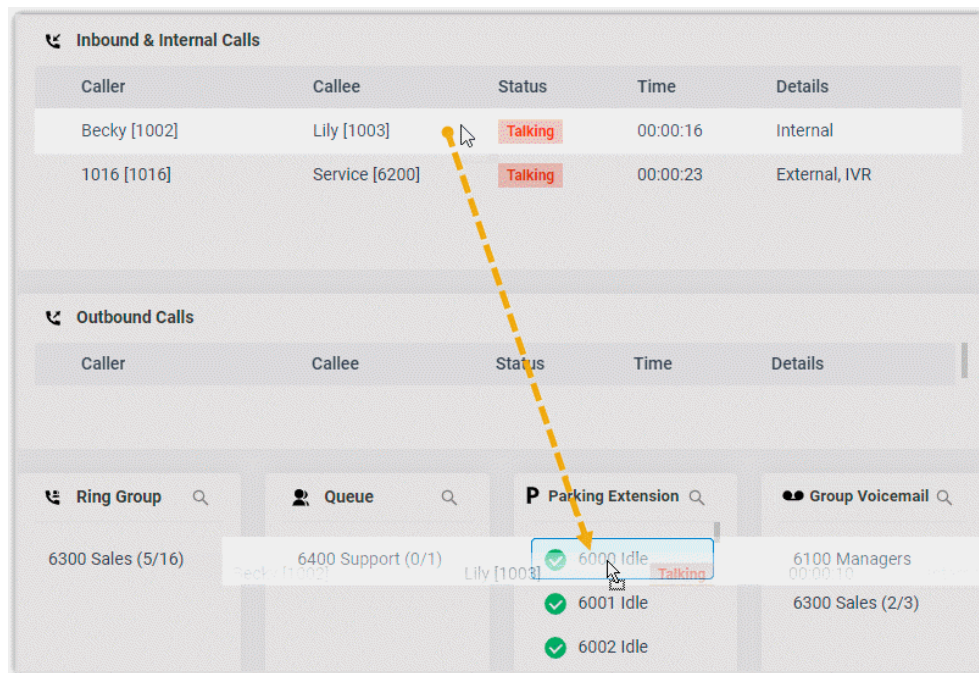 Inbound & Internal Calls
Caller Callee Status Time Details
Becky [1002] Lily [1003] Talking 00:00:16 Internal
1016 [1016] Service [6200] Talking 00:00:23 External, IVR
Outbound Calls
Caller Callee Status Time Details
Ring Group Queue P Parking Extension Group Voicemail
6300 Sales (5/16) 6400 Support (0/1) 6000 Idle 6100 Managers
Becky [1002] Lily [1003] Talking 00:00:10
6001 Idle 6300 Sales (2/3)
6002 Idle